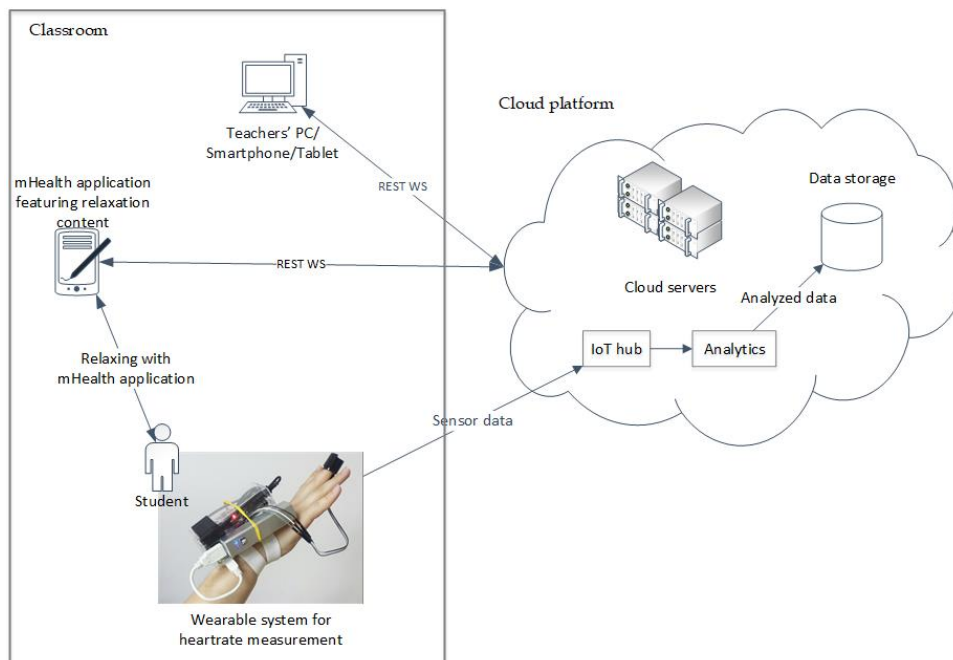 Classroom
Teachers' PC/
Smartphone/Tablet
mHealth application
featuring relaxation
content
REST WS
REST WS
Relaxing with
mHealth application
Student
Wearable system for
heartrate measurement
Sensor data
Cloud platform
Cloud servers
Data storage
Analyzed data
IoT hub
Analytics